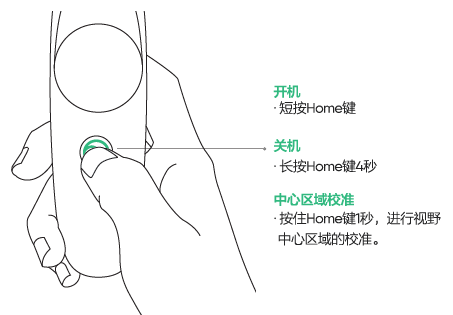 开机
·短按Home键
关机
·长按Home键4秒
中心区域校准
·按住Home键1秒，进行视野
中心区域的校准。